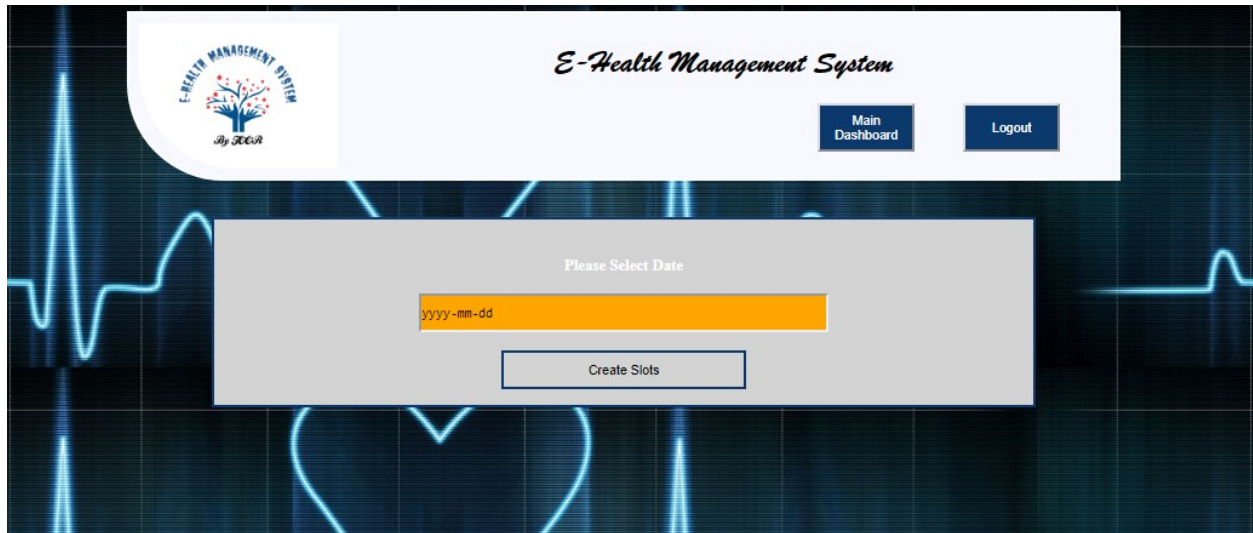 E-HEALTH MANAGEMENT SYSTEM
E-Health Management System
Main
Dashboard
Logout
Please Select Date
yyyy-mm-dd
Create Slots